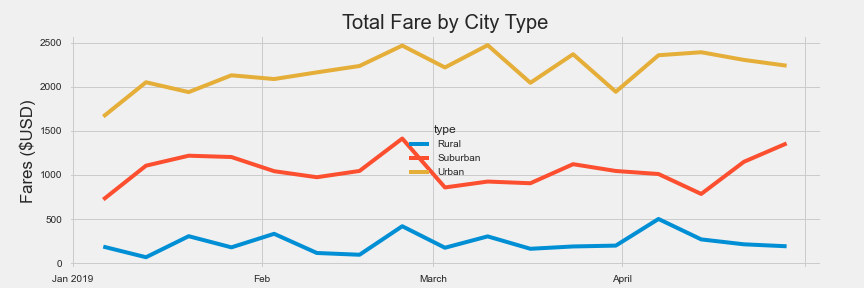 Total Fare by City Type
Fares ($USD)
2500
2000
1500
1000
500
0
type
Rural
Suburban
Urban
Jan 2019 Feb March April